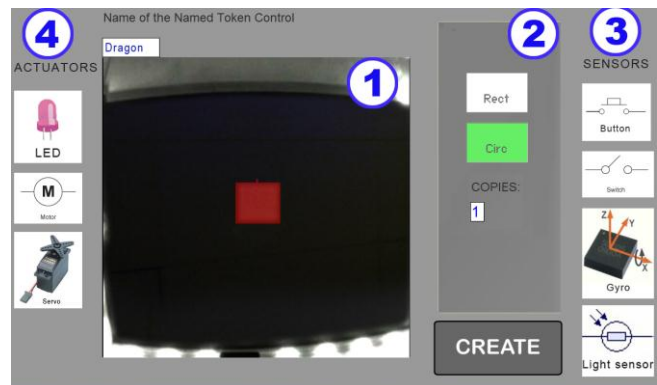 Name of the Named Token Control
Dragon
4
ACTUATORS
LED
M
Motor
Servo
1
2
Rect
Circ
COPIES:
1
CREATE
3
SENSORS
Button
Switch
Z
Y
X
Gyro
Light sensor